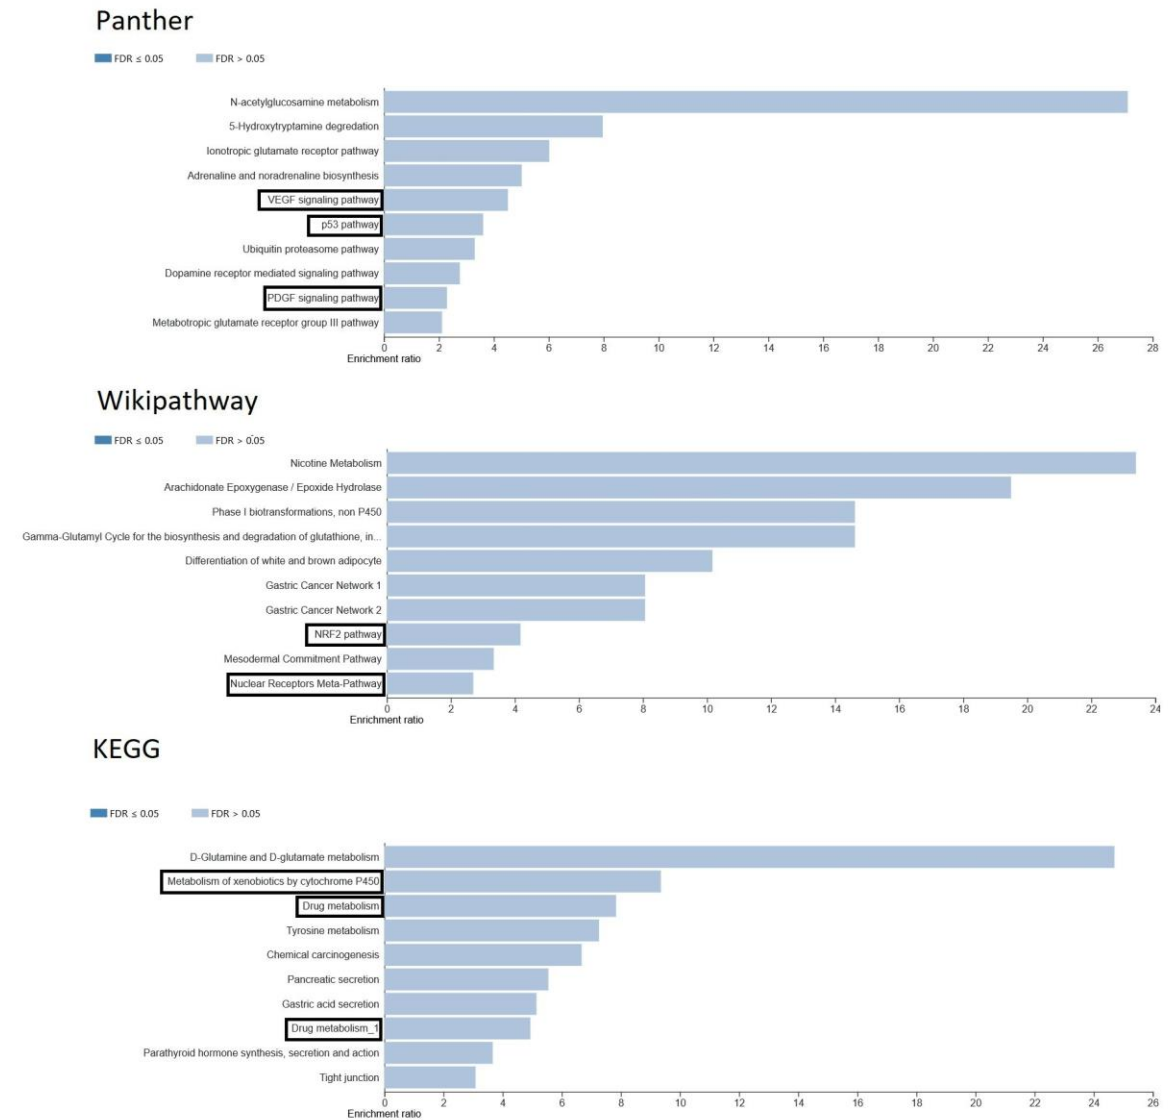 Panther
FDR ≤ 0.05 FDR > 0.05
N-acetylglucosamine metabolism
5-Hydroxytryptamine degredation
Ionotropic glutamate receptor pathway
Adrenaline and noradrenaline biosynthesis
VEGF signaling pathway
p53 pathway
Ubiquitin proteasome pathway
Dopamine receptor mediated signaling pathway
PDGF signaling pathway
Metabotropic glutamate receptor group III pathway
0 2 4 6 8 10 12 14 16 18 20 22 24 26 28
Enrichment ratio
Wikipathway
FDR ≤ 0.05 FDR > 0.05
Nicotine Metabolism
Arachidonate Epoxygenase / Epoxide Hydrolase
Phase I biotransformations, non P450
Gamma-Glutamyl Cycle for the biosynthesis and degradation of glutathione, in...
Differentiation of white and brown adipocyte
Gastric Cancer Network 1
Gastric Cancer Network 2
NRF2 pathway
Mesodermal Commitment Pathway
Nuclear Receptors Meta-Pathway
0 2 4 6 8 10 12 14 16 18 20 22 24
Enrichment ratio
KEGG
FDR ≤ 0.05 FDR > 0.05
D-Glutamine and D-glutamate metabolism
Metabolism of xenobiotics by cytochrome P450
Drug metabolism
Tyrosine metabolism
Chemical carcinogenesis
Pancreatic secretion
Gastric acid secretion
Drug metabolism_1
Parathyroid hormone synthesis, secretion and action
Tight junction
0 2 4 6 8 10 12 14 16 18 20 22 24 26
Enrichment ratio